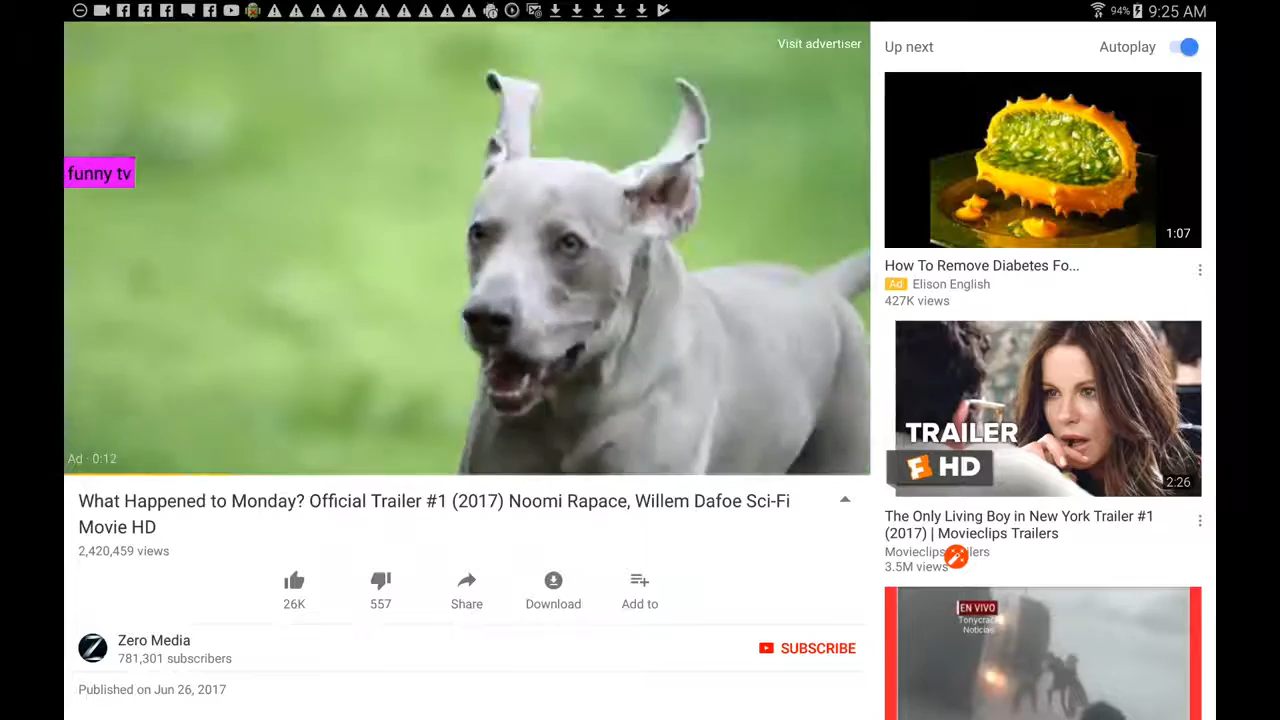 94% 9:25 AM
Visit advertiser
funny tv
Ad · 0:12
What Happened to Monday? Official Trailer #1 (2017) Noomi Rapace, Willem Dafoe Sci-Fi
Movie HD
2,420,459 views
26K
557
Share
Download
Add to
Zero Media
781,301 subscribers
SUBSCRIBE
Published on Jun 26, 2017
Up next
Autoplay
1:07
How To Remove Diabetes Fo...
Ad Elison English
427K views
TRAILER
HD
2:26
The Only Living Boy in New York Trailer #1
(2017) | Movieclips Trailers
Movieclips
3.5M views
EN VIVO
Noticias